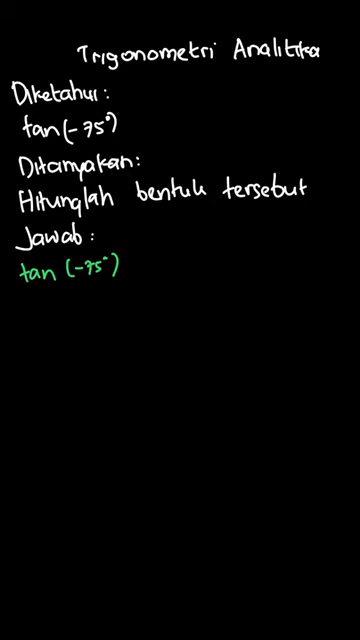 Trigonometri Analitika
Diketahui:
tan(-75°)
Ditanyakan:
Hitunglah bentuk tersebut
Jawab:
tan (-75°)